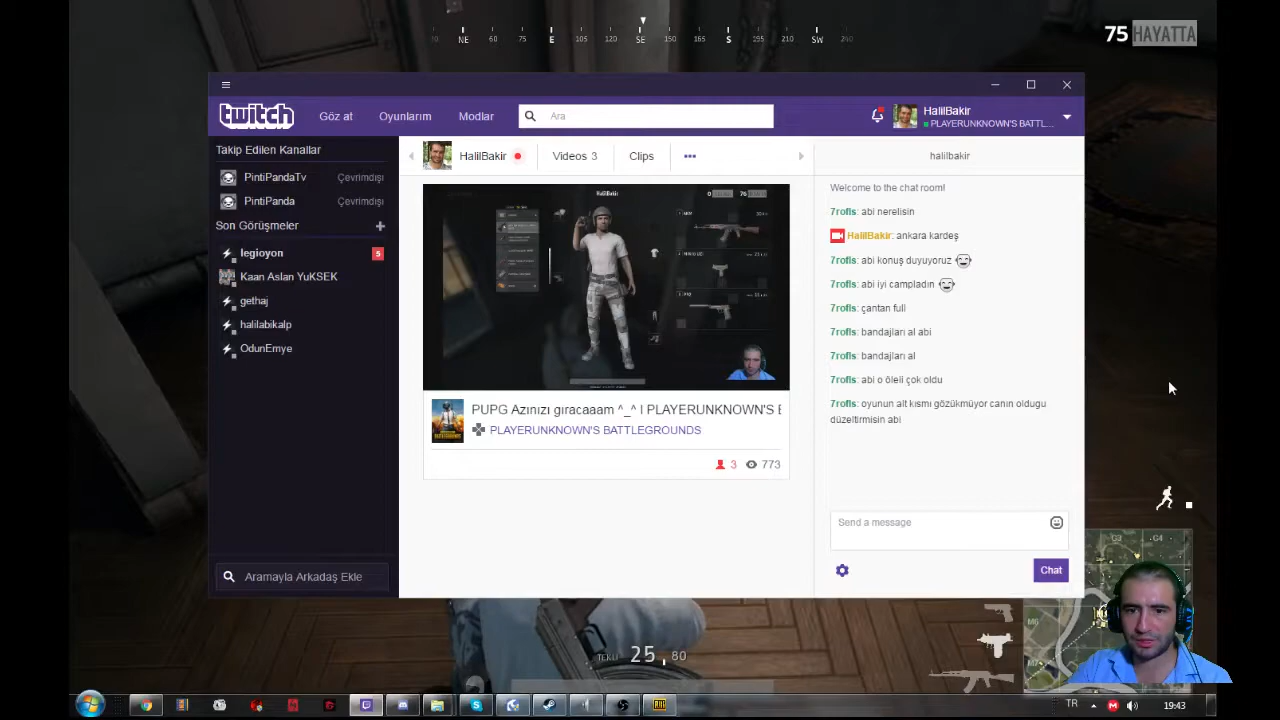 NE 60 75 E 105 120 SE 150 165 S 195 210 SW 240
75 HAYATTA
twitch Göz at Oyunlarım Modlar Ara
HalilBakir
PLAYERUNKNOWN'S BATTL...
Takip Edilen Kanallar
PintiPandaTv Çevrimdışı
PintiPanda Çevrimdışı
Son Görüşmeler
legioyon 5
Kaan Aslan YuKSEK
gethaj
halilabikalp
OdunEmye
Aramayla Arkadaş Ekle
HalilBakir Videos 3 Clips
HalilBakir
PUPG Azınızı gıracaaam ^_^ l PLAYERUNKNOWN'S
PLAYERUNKNOWN'S BATTLEGROUNDS
3 773
halilbakir
Welcome to the chat room!
7rofls: abi nerelisin
HalilBakir: ankara kardeş
7rofls: abi konuş duyuyoruz
7rofls: abi iyi campladın
7rofls: çantan full
7rofls: bandajları al abi
7rofls: bandajları al
7rofls: abi o öleli çok oldu
7rofls: oyunun alt kısmı gözükmüyor canın oldugu
düzeltirmisin abi
Send a message
Chat
TEKLİ 25 80
TR 19:43